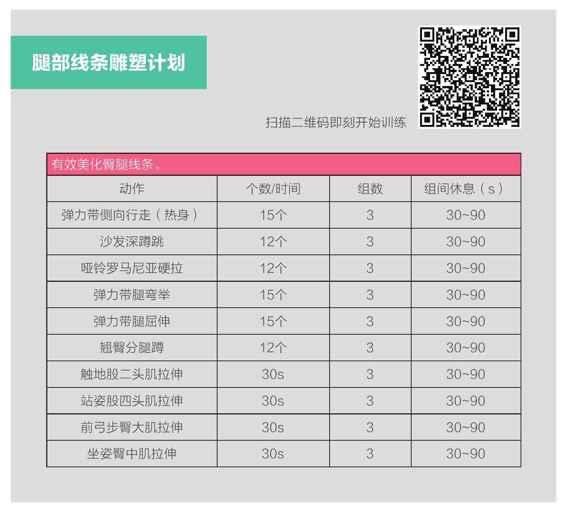 腿部线条雕塑计划
扫描二维码即刻开始训练
有效美化臀腿线条。
动作 个数/时间 组数 组间休息（s）
弹力带侧向行走（热身） 15个 3 30~90
沙发深蹲跳 12个 3 30~90
哑铃罗马尼亚硬拉 12个 3 30~90
弹力带腿弯举 15个 3 30~90
弹力带腿屈伸 15个 3 30~90
翘臀分腿蹲 12个 3 30~90
触地股二头肌拉伸 30s 3 30~90
站姿股四头肌拉伸 30s 3 30~90
前弓步臀大肌拉伸 30s 3 30~90
坐姿臀中肌拉伸 30s 3 30~90